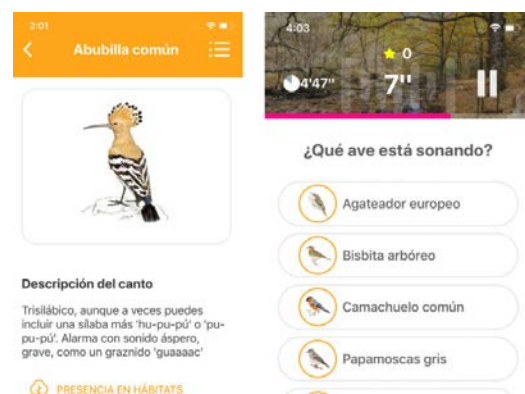 2:01
Abubilla común
Descripción del canto
Trisilábico, aunque a veces puedes
incluir una sílaba más 'hu-pu-pú' o 'pu-
pu-pú'. Alarma con sonido áspero,
grave, como un graznido 'guaaaac'
PRESENCIA EN HÁBITATS
4:03
0
4'47"
7"
¿Qué ave está sonando?
Agateador europeo
Bisbita arbóreo
Camachuelo común
Papamoscas gris